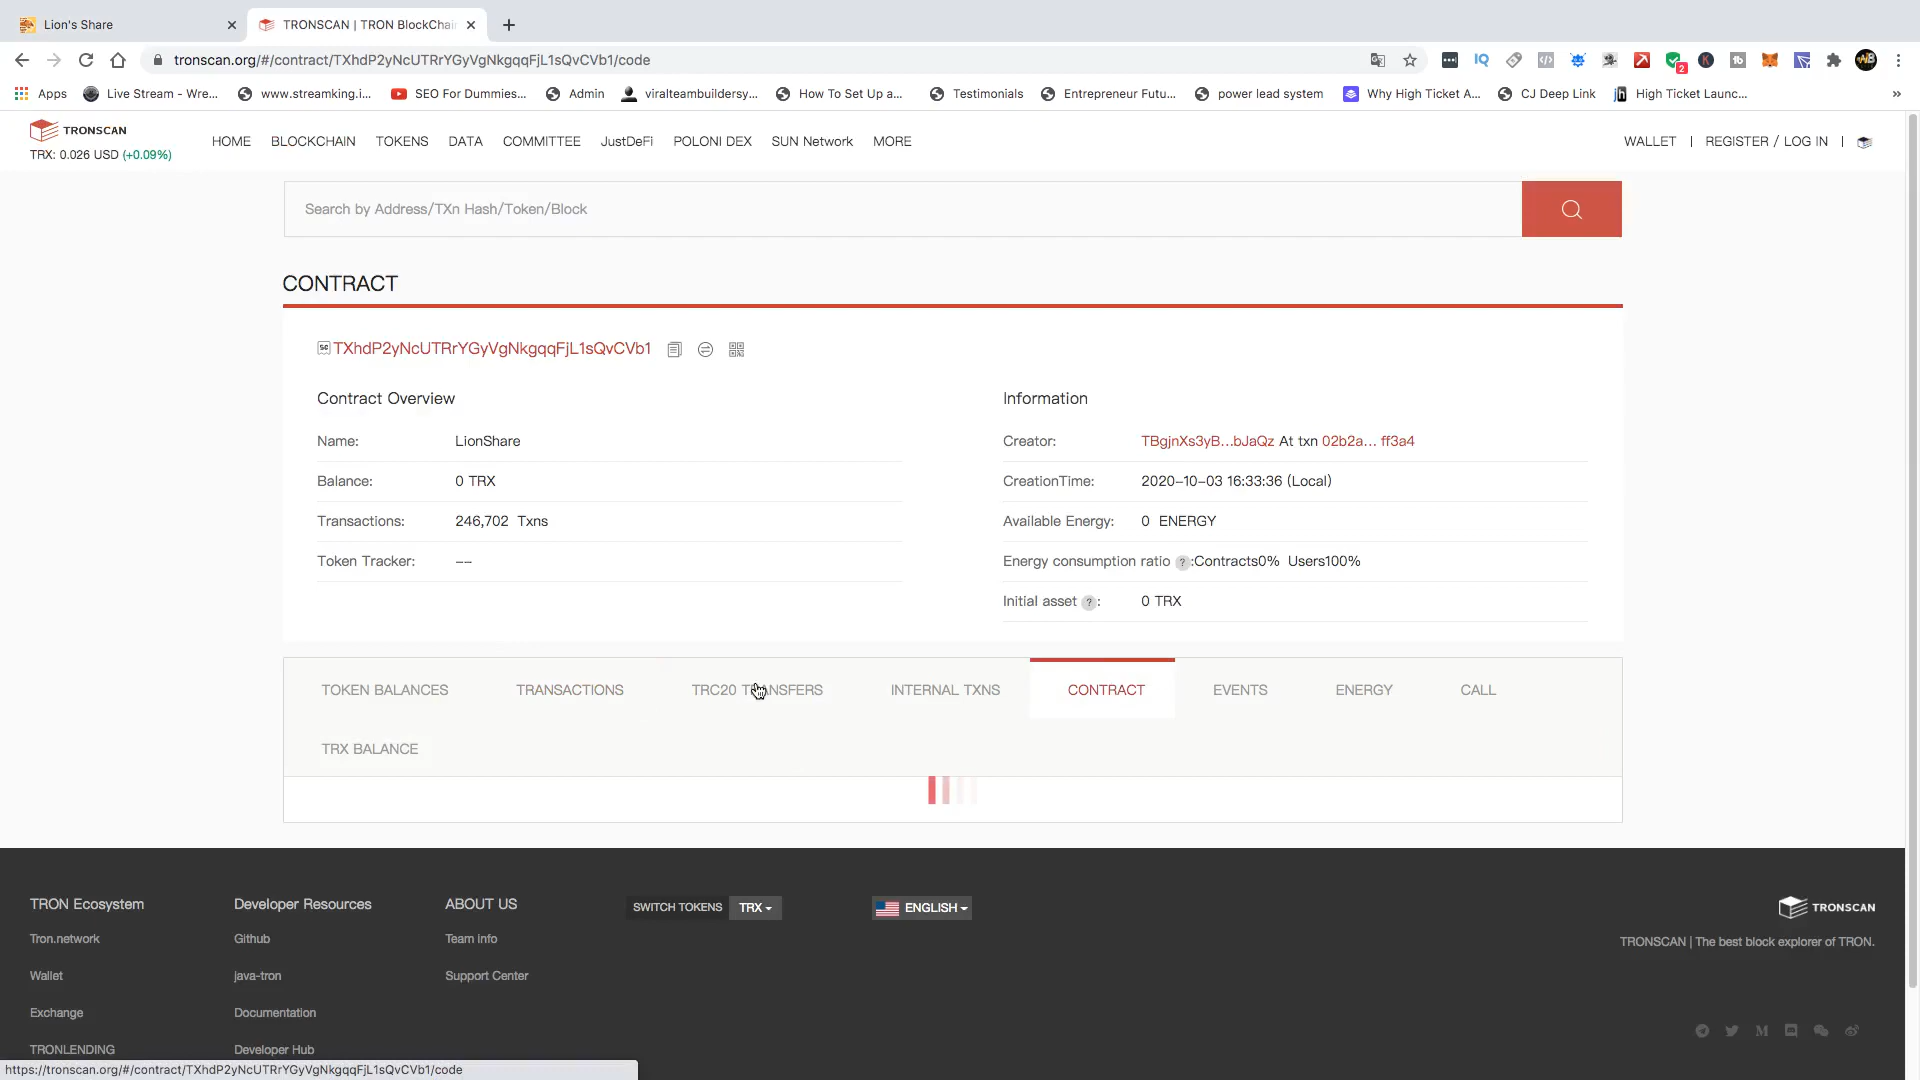 Lion's Share
TRONSCAN | TRON BlockChain
tronscan.org/#/contract/TXhdP2yNcUTRrYGyVgNkgqqFjL1sQvCVb1/code
IQ
2
K
Apps
Live Stream - Wre...
www.streamking.i...
SEO For Dummies...
Admin
viralteambuildersy...
How To Set Up a...
Testimonials
Entrepreneur Futu...
power lead system
Why High Ticket A...
CJ Deep Link
High Ticket Launc...
»
TRONSCAN
TRX: 0.026 USD (+0.09%)
HOME
BLOCKCHAIN
TOKENS
DATA
COMMITTEE
JustDeFi
POLONI DEX
SUN Network
MORE
WALLET | REGISTER / LOG IN |
Search by Address/TXn Hash/Token/Block
CONTRACT
TXhdP2yNcUTRrYGyVgNkgqqFjL1sQvCVb1
Contract Overview
Name: LionShare
Balance: 0 TRX
Transactions: 246,702 Txns
Token Tracker: --
Information
Creator: TBgjnXs3yB...bJaQz At txn 02b2a... ff3a4
CreationTime: 2020-10-03 16:33:36 (Local)
Available Energy: 0 ENERGY
Energy consumption ratio ? :Contracts0% Users100%
Initial asset ? : 0 TRX
TOKEN BALANCES
TRANSACTIONS
TRC20 TRANSFERS
INTERNAL TXNS
CONTRACT
EVENTS
ENERGY
CALL
TRX BALANCE
TRON Ecosystem
Tron.network
Wallet
Exchange
TRONLENDING
Developer Resources
Github
java-tron
Documentation
Developer Hub
ABOUT US
Team info
Support Center
SWITCH TOKENS TRX
ENGLISH
TRONSCAN
TRONSCAN | The best block explorer of TRON.
https://tronscan.org/#/contract/TXhdP2yNcUTRrYGyVgNkgqqFjL1sQvCVb1/code